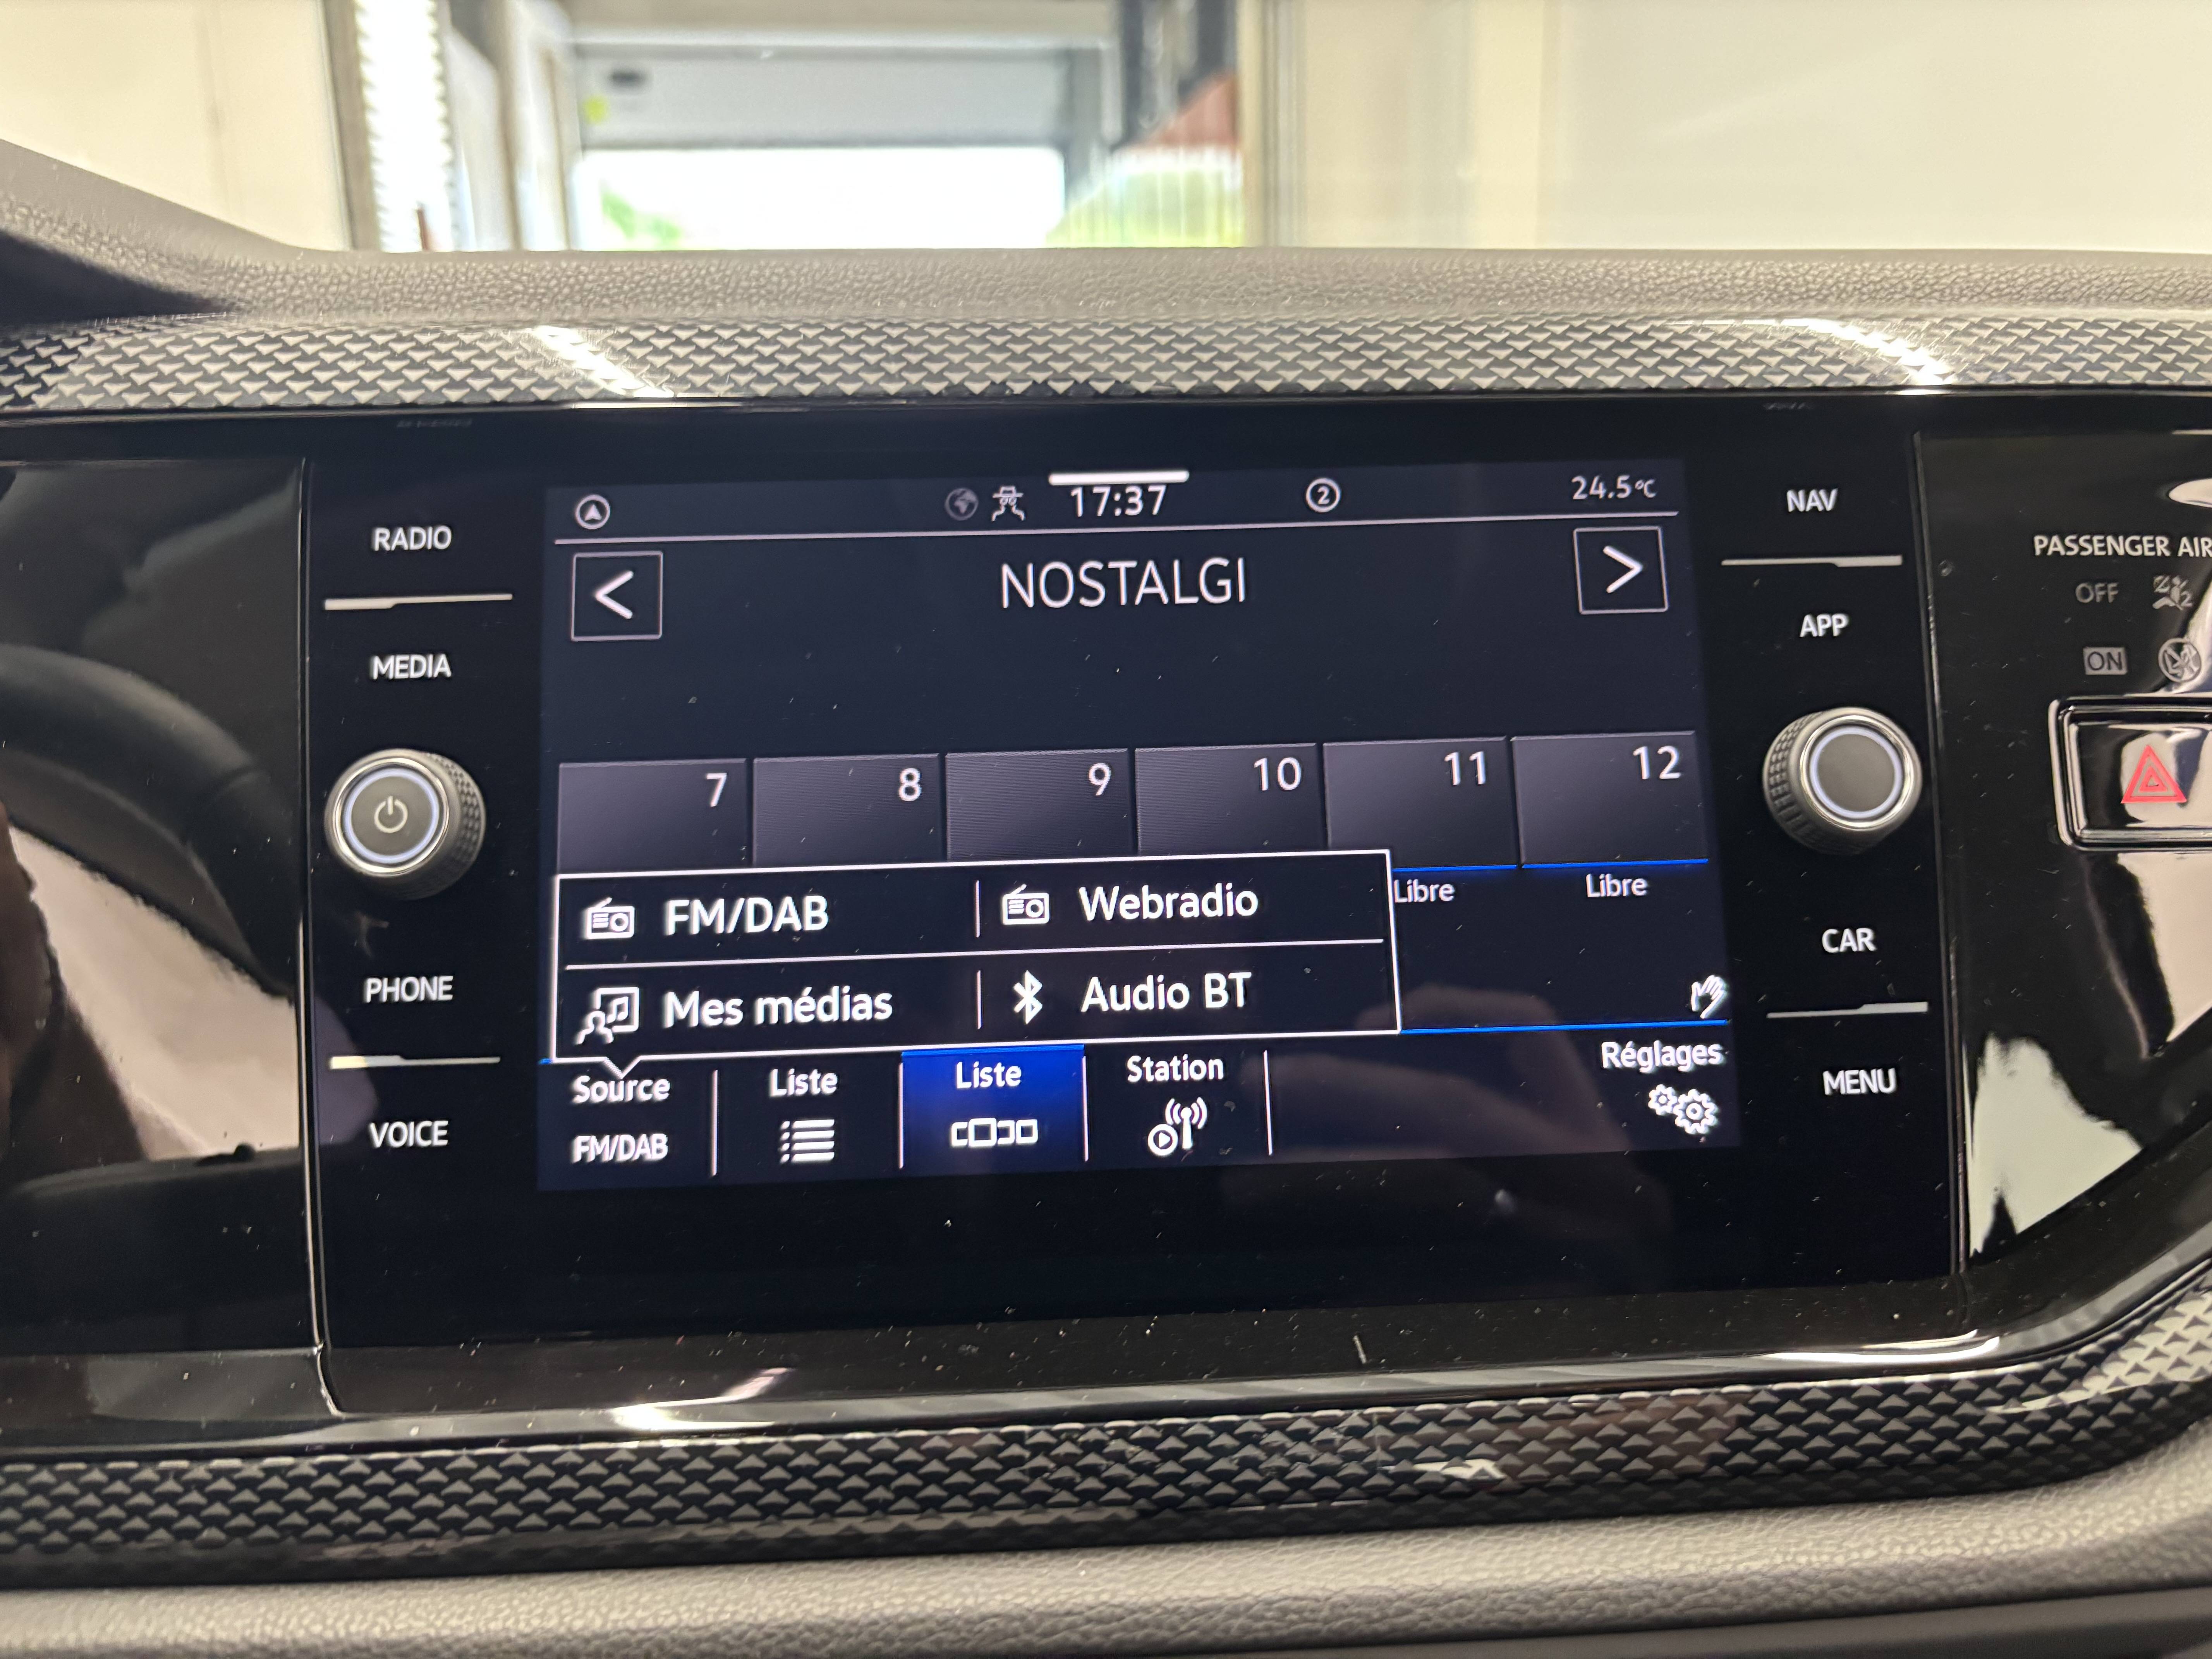 RADIO
MEDIA
PHONE
VOICE
17:37
2
24.5°C
<
NOSTALGI
>
7 8 9 10 11 12
Libre Libre
FM/DAB Webradio
Mes médias Audio BT
Source
FM/DAB
Liste
Liste
Station
Réglages
NAV
APP
CAR
MENU
PASSENGER AIR
OFF
ON